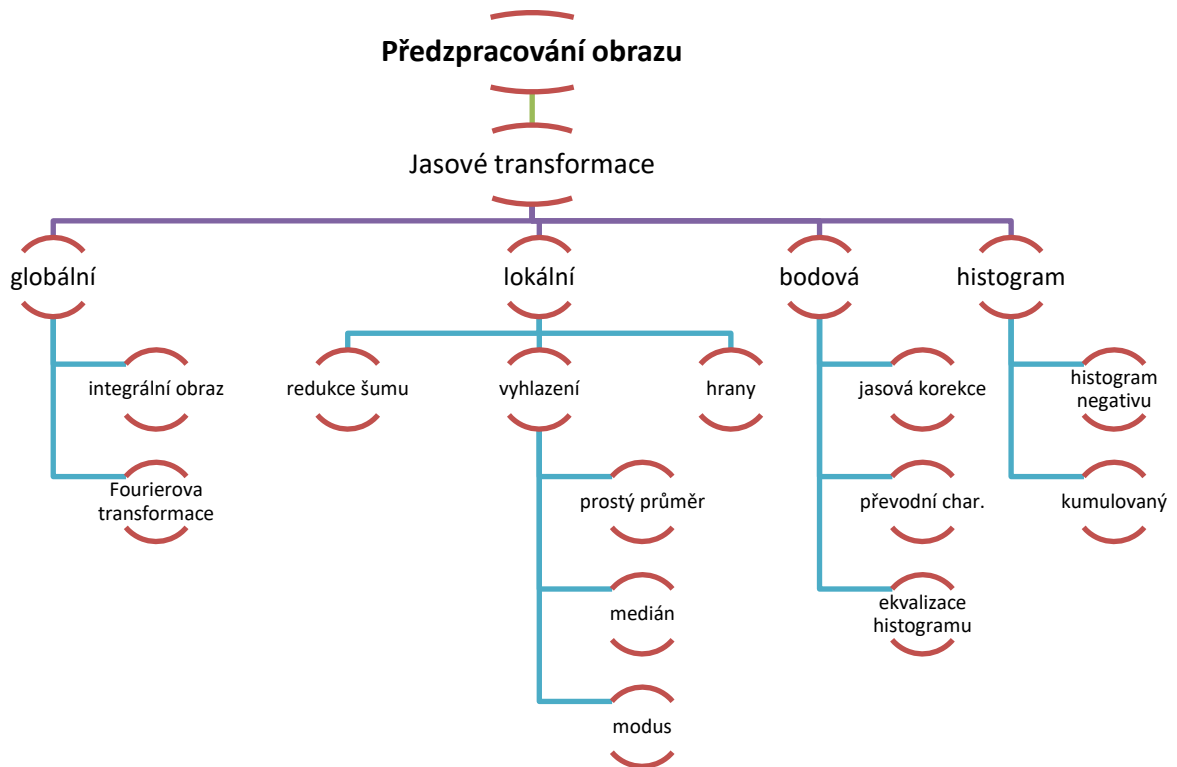 Předzpracování obrazu
Jasové transformace
globální
lokální
bodová
histogram
integrální obraz
redukce šumu
vyhlazení
hrany
jasová korekce
histogram
negativu
Fourierova
transformace
prostý průměr
převodní char.
kumulovaný
medián
ekvalizace
histogramu
modus